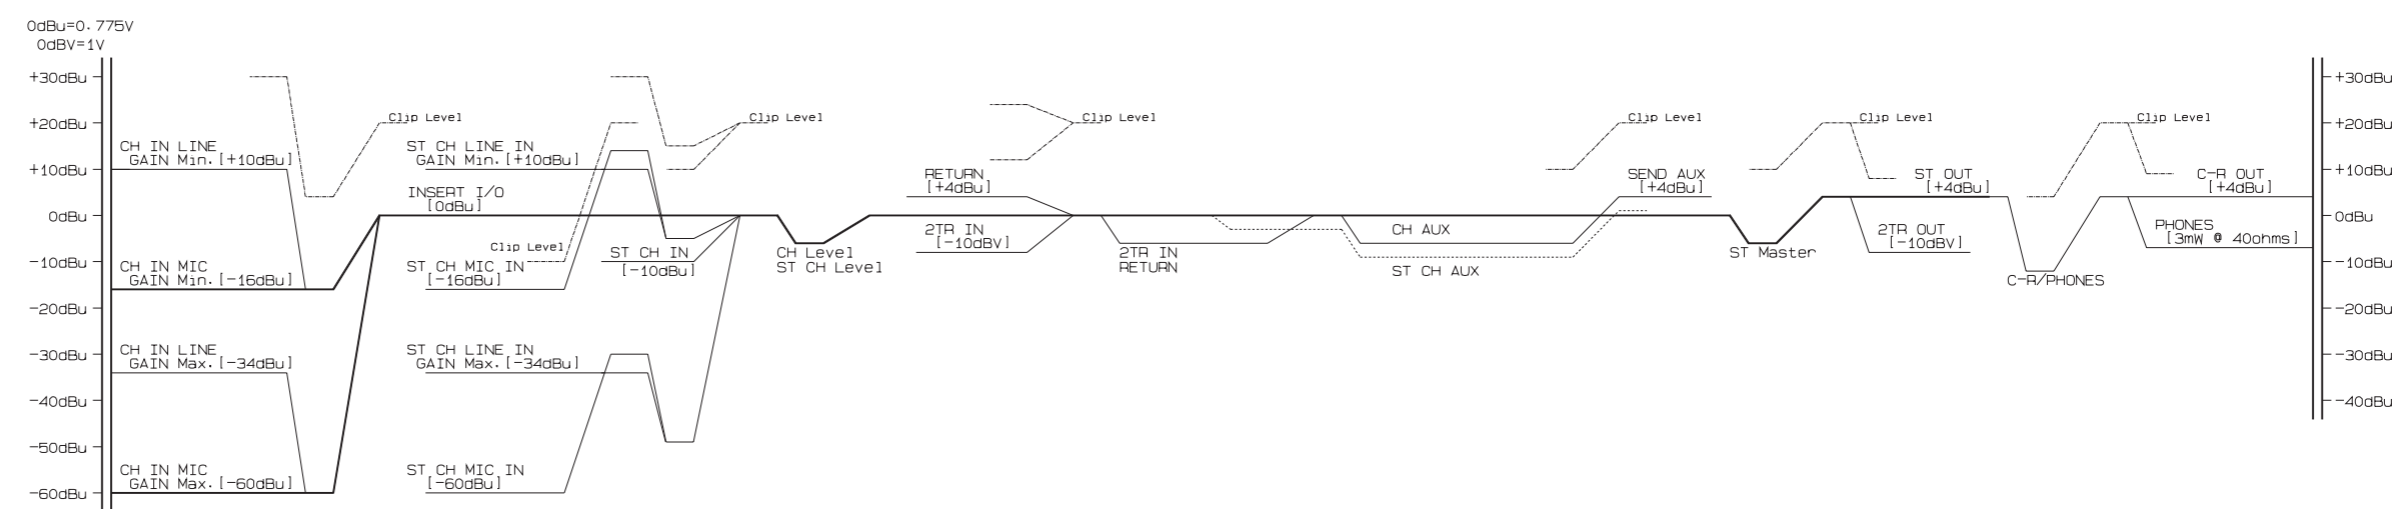 0dBu=0.775V
0dBV=1V
+30dBu
+20dBu
+10dBu
0dBu
-10dBu
-20dBu
-30dBu
-40dBu
-50dBu
-60dBu
CH IN LINE
GAIN Min.[+10dBu]
CH IN MIC
GAIN Min.[-16dBu]
CH IN LINE
GAIN Max.[-34dBu]
CH IN MIC
GAIN Max.[-60dBu]
Clip Level
ST CH LINE IN
GAIN Min.[+10dBu]
INSERT I/O
[0dBu]
Clip Level
ST CH MIC IN
[-16dBu]
ST CH LINE IN
GAIN Max.[-34dBu]
ST CH MIC IN
[-60dBu]
ST CH IN
[-10dBu]
Clip Level
CH Level
ST CH Level
RETURN
[+4dBu]
2TR IN
[-10dBV]
Clip Level
2TR IN
RETURN
CH AUX
ST CH AUX
Clip Level
SEND AUX
[+4dBu]
ST Master
Clip Level
ST OUT
[+4dBu]
2TR OUT
[-10dBV]
C-R/PHONES
Clip Level
C-R OUT
[+4dBu]
PHONES
[3mW @ 40ohms]
+30dBu
+20dBu
+10dBu
0dBu
-10dBu
-20dBu
-30dBu
-40dBu